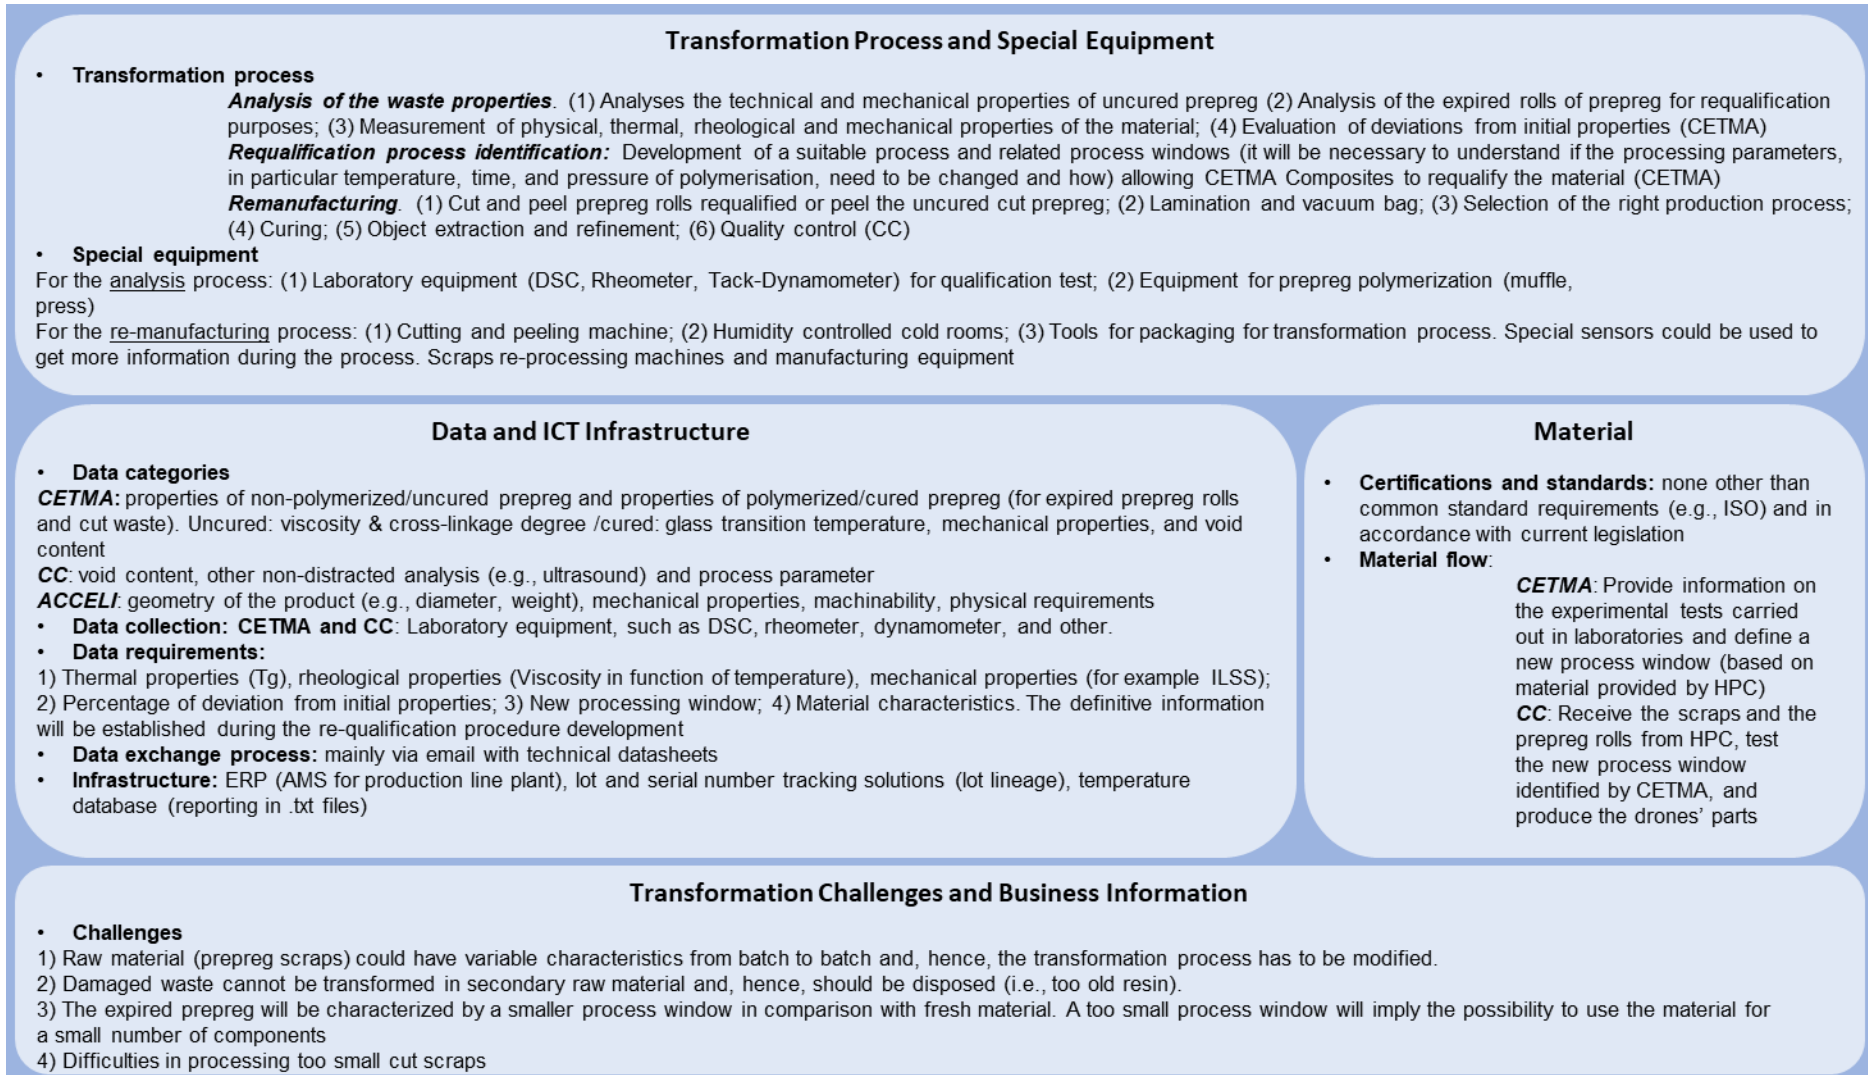 Transformation Process and Special Equipment
• Transformation process
Analysis of the waste properties. (1) Analyses the technical and mechanical properties of uncured prepreg (2) Analysis of the expired rolls of prepreg for requalification
purposes; (3) Measurement of physical, thermal, rheological and mechanical properties of the material; (4) Evaluation of deviations from initial properties (CETMA)
Requalification process identification: Development of a suitable process and related process windows (it will be necessary to understand if the processing parameters,
in particular temperature, time, and pressure of polymerisation, need to be changed and how) allowing CETMA Composites to requalify the material (CETMA)
Remanufacturing. (1) Cut and peel prepreg rolls requalified or peel the uncured cut prepreg; (2) Lamination and vacuum bag; (3) Selection of the right production process;
(4) Curing; (5) Object extraction and refinement; (6) Quality control (CC)
• Special equipment
For the analysis process: (1) Laboratory equipment (DSC, Rheometer, Tack-Dynamometer) for qualification test; (2) Equipment for prepreg polymerization (muffle,
press)
For the re-manufacturing process: (1) Cutting and peeling machine; (2) Humidity controlled cold rooms; (3) Tools for packaging for transformation process. Special sensors could be used to
get more information during the process. Scraps re-processing machines and manufacturing equipment
Data and ICT Infrastructure
• Data categories
CETMA: properties of non-polymerized/uncured prepreg and properties of polymerized/cured prepreg (for expired prepreg rolls
and cut waste). Uncured: viscosity & cross-linkage degree /cured: glass transition temperature, mechanical properties, and void
content
CC: void content, other non-distracted analysis (e.g., ultrasound) and process parameter
ACCELI: geometry of the product (e.g., diameter, weight), mechanical properties, machinability, physical requirements
• Data collection: CETMA and CC: Laboratory equipment, such as DSC, rheometer, dynamometer, and other.
• Data requirements:
1) Thermal properties (Tg), rheological properties (Viscosity in function of temperature), mechanical properties (for example ILSS);
2) Percentage of deviation from initial properties; 3) New processing window; 4) Material characteristics. The definitive information
will be established during the re-qualification procedure development
• Data exchange process: mainly via email with technical datasheets
• Infrastructure: ERP (AMS for production line plant), lot and serial number tracking solutions (lot lineage), temperature
database (reporting in .txt files)
Material
• Certifications and standards: none other than
common standard requirements (e.g., ISO) and in
accordance with current legislation
• Material flow:
CETMA: Provide information on
the experimental tests carried
out in laboratories and define a
new process window (based on
material provided by HPC)
CC: Receive the scraps and the
prepreg rolls from HPC, test
the new process window
identified by CETMA, and
produce the drones’ parts
Transformation Challenges and Business Information
• Challenges
1) Raw material (prepreg scraps) could have variable characteristics from batch to batch and, hence, the transformation process has to be modified.
2) Damaged waste cannot be transformed in secondary raw material and, hence, should be disposed (i.e., too old resin).
3) The expired prepreg will be characterized by a smaller process window in comparison with fresh material. A too small process window will imply the possibility to use the material for
a small number of components
4) Difficulties in processing too small cut scraps